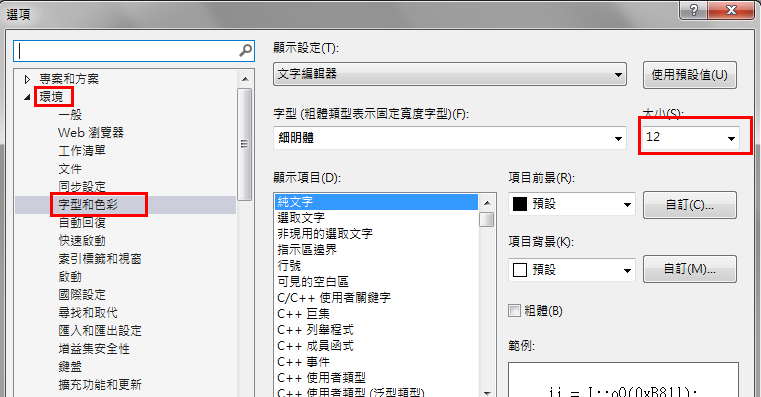 選項
專案和方案
環境
一般
Web 瀏覽器
工作清單
文件
同步設定
字型和色彩
自動回復
快速啟動
索引標籤和視窗
啟動
國際設定
尋找和取代
匯入和匯出設定
增益集安全性
鍵盤
擴充功能和更新
顯示設定(T):
文字編輯器
使用預設值(U)
字型 (粗體類型表示固定寬度字型)(F):
大小(S):
細明體
12
顯示項目(D):
純文字
選取文字
非現用的選取文字
指示區邊界
行號
可見的空白區
C/C++ 使用者關鍵字
C++ 巨集
C++ 列舉程式
C++ 成員函式
C++ 事件
C++ 使用者類型
C++ 使用者類型 (泛型類型)
項目前景(R):
預設
自訂(C)...
項目背景(K):
預設
自訂(M)...
粗體(B)
範例:
ij = I::oO(0xB81l);